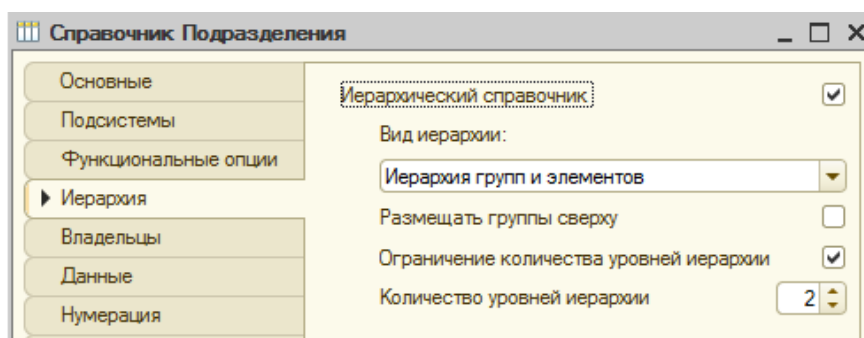 Справочник Подразделения
Основные
Подсистемы
Функциональные опции
Иерархия
Владельцы
Данные
Нумерация
Иерархический справочник
Вид иерархии:
Иерархия групп и элементов
Размещать группы сверху
Ограничение количества уровней иерархии
Количество уровней иерархии 2